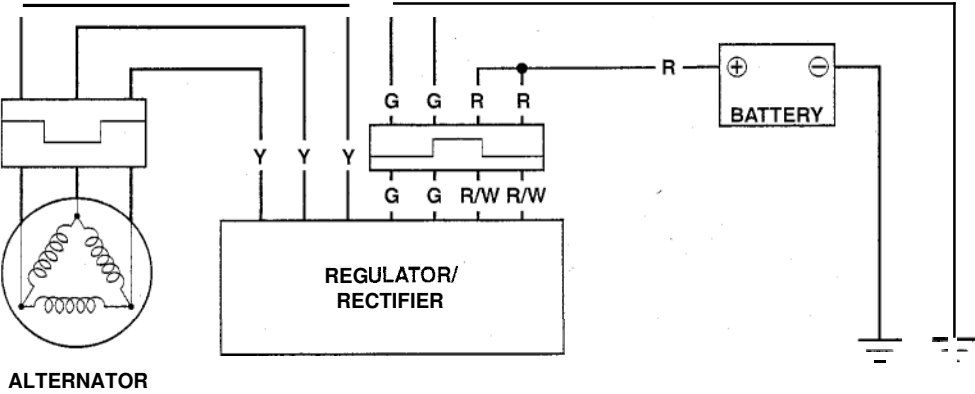 G G R R
R
+ −
BATTERY
Y Y Y
G G R/W R/W
REGULATOR/
RECTIFIER
ALTERNATOR